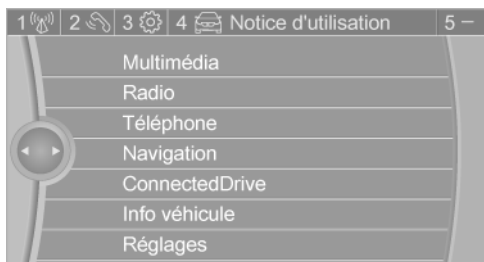 1 2 3 4 Notice d'utilisation 5 –
Multimédia
Radio
Téléphone
Navigation
ConnectedDrive
Info véhicule
Réglages